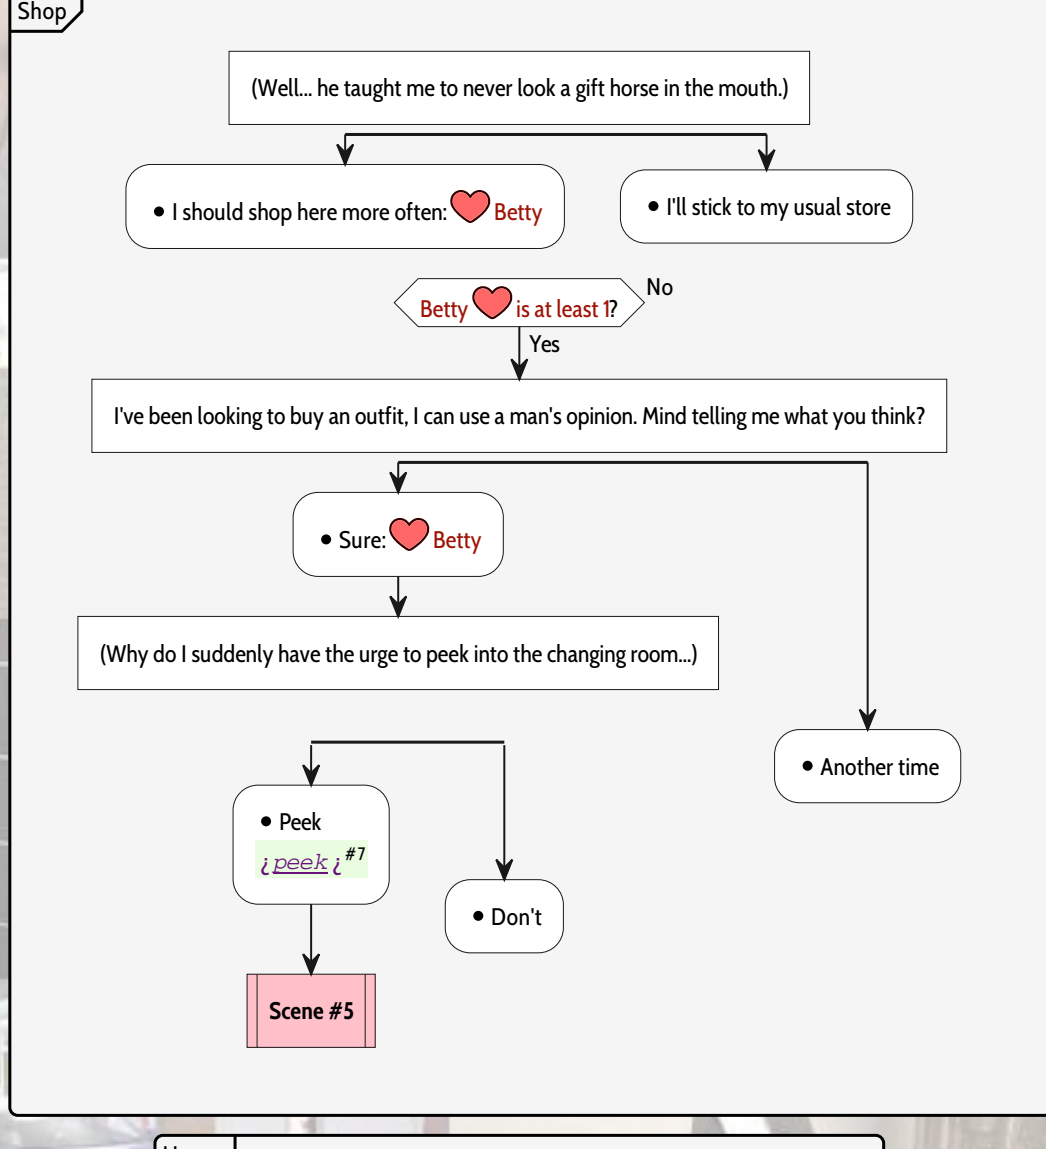 Shop
(Well... he taught me to never look a gift horse in the mouth.)
• I should shop here more often: Betty
• I'll stick to my usual store
Betty is at least 1?
No
Yes
I've been looking to buy an outfit, I can use a man's opinion. Mind telling me what you think?
• Sure: Betty
(Why do I suddenly have the urge to peek into the changing room...)
• Another time
• Peek
¿peek¿#7
• Don't
Scene #5